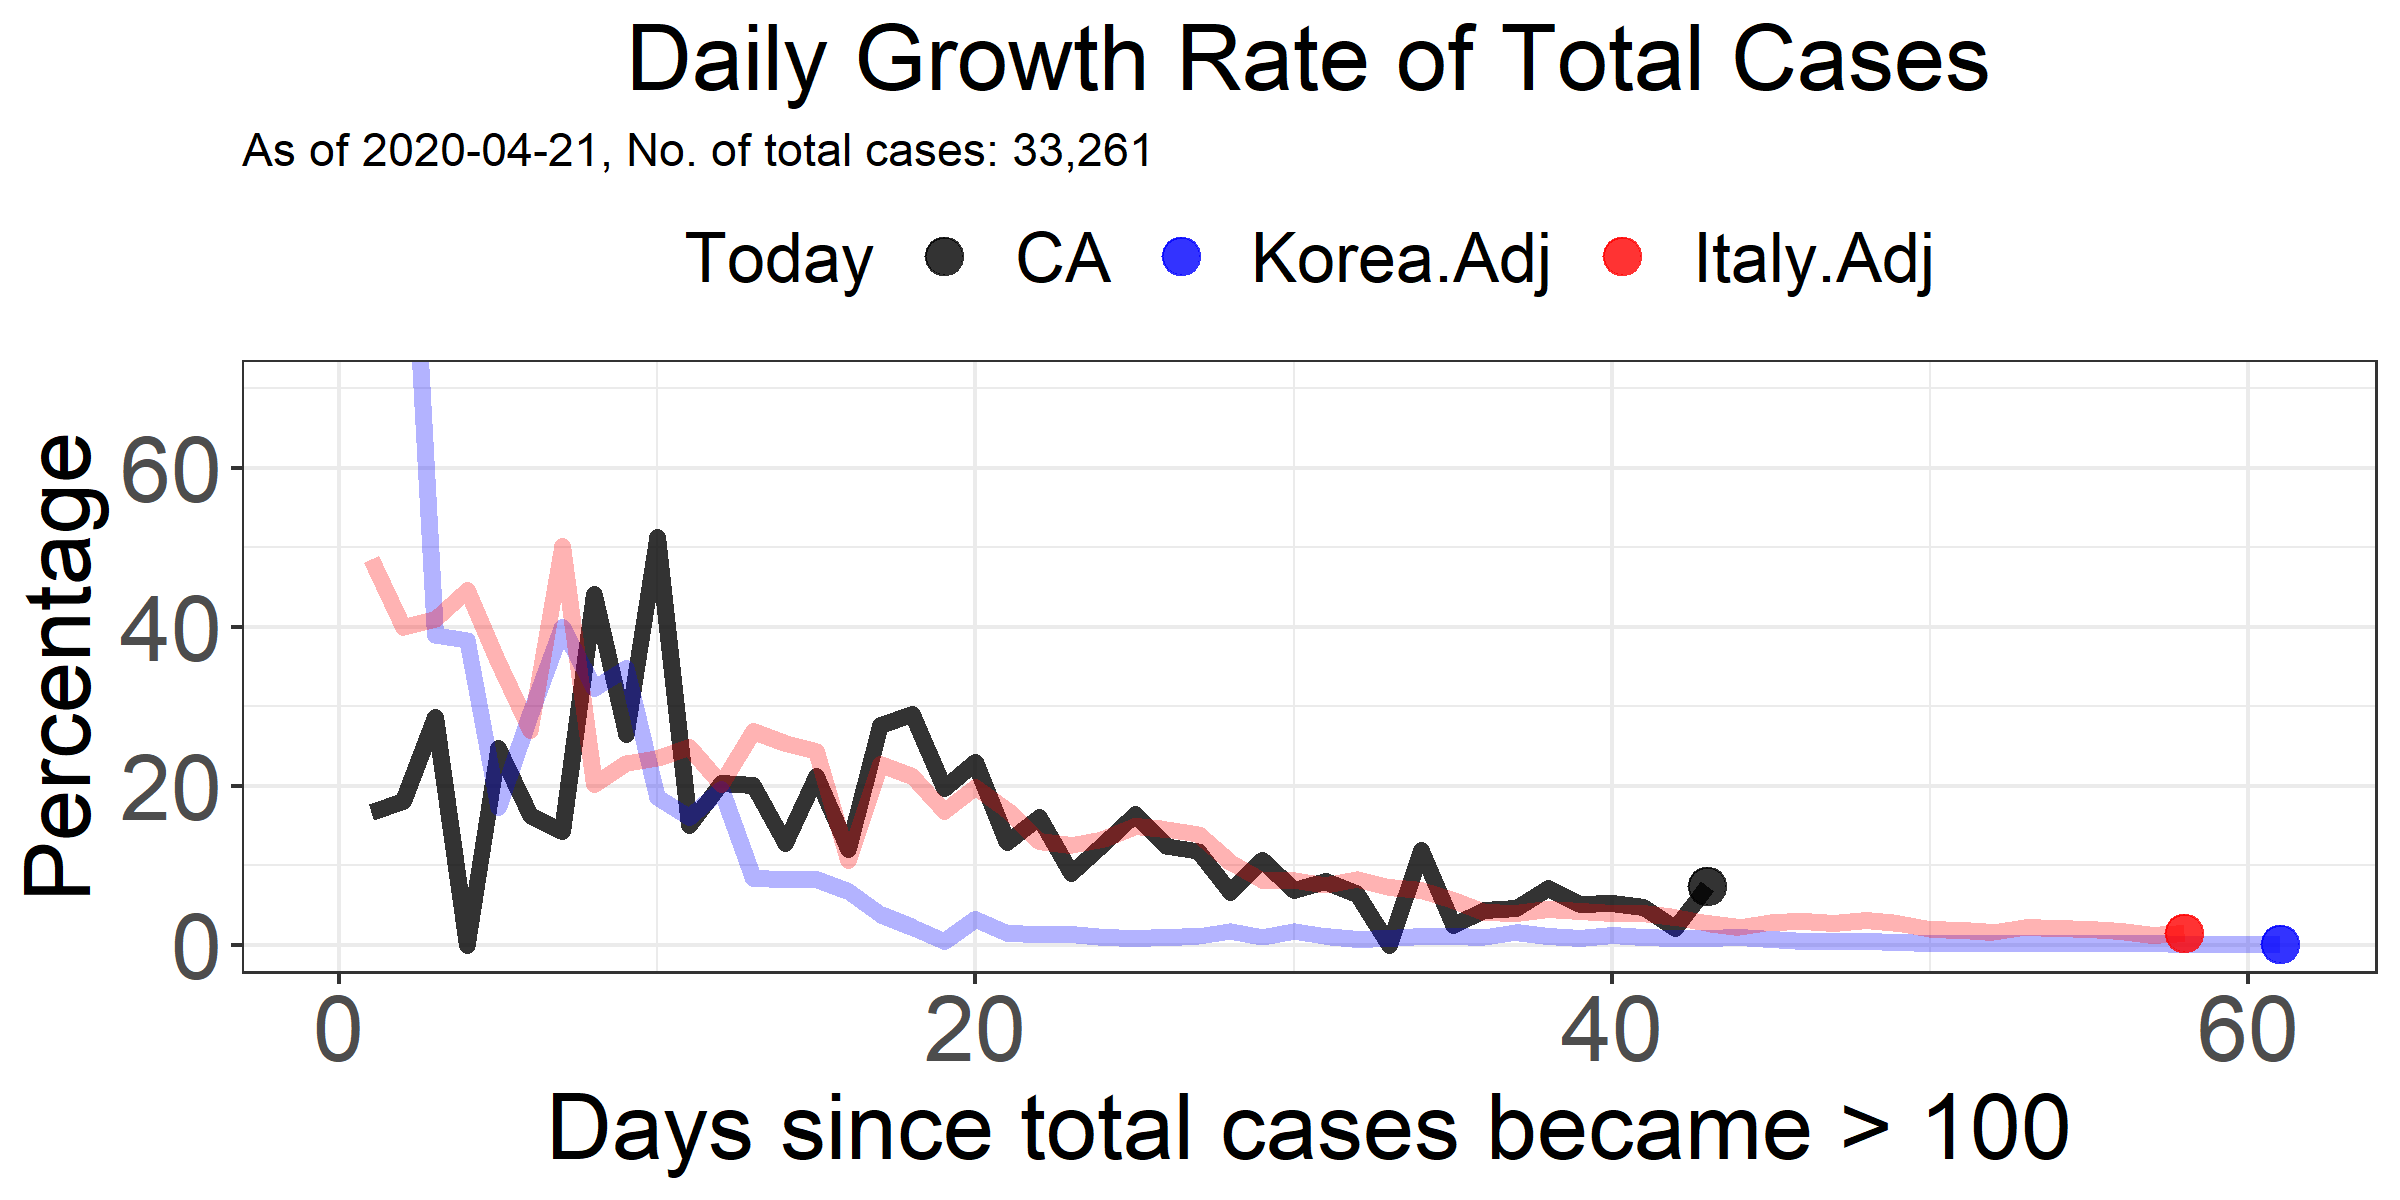 Daily Growth Rate of Total Cases
As of 2020-04-21, No. of total cases: 33,261
Today CA Korea.Adj Italy.Adj
Percentage
60
40
20
0
0 20 40 60
Days since total cases became > 100